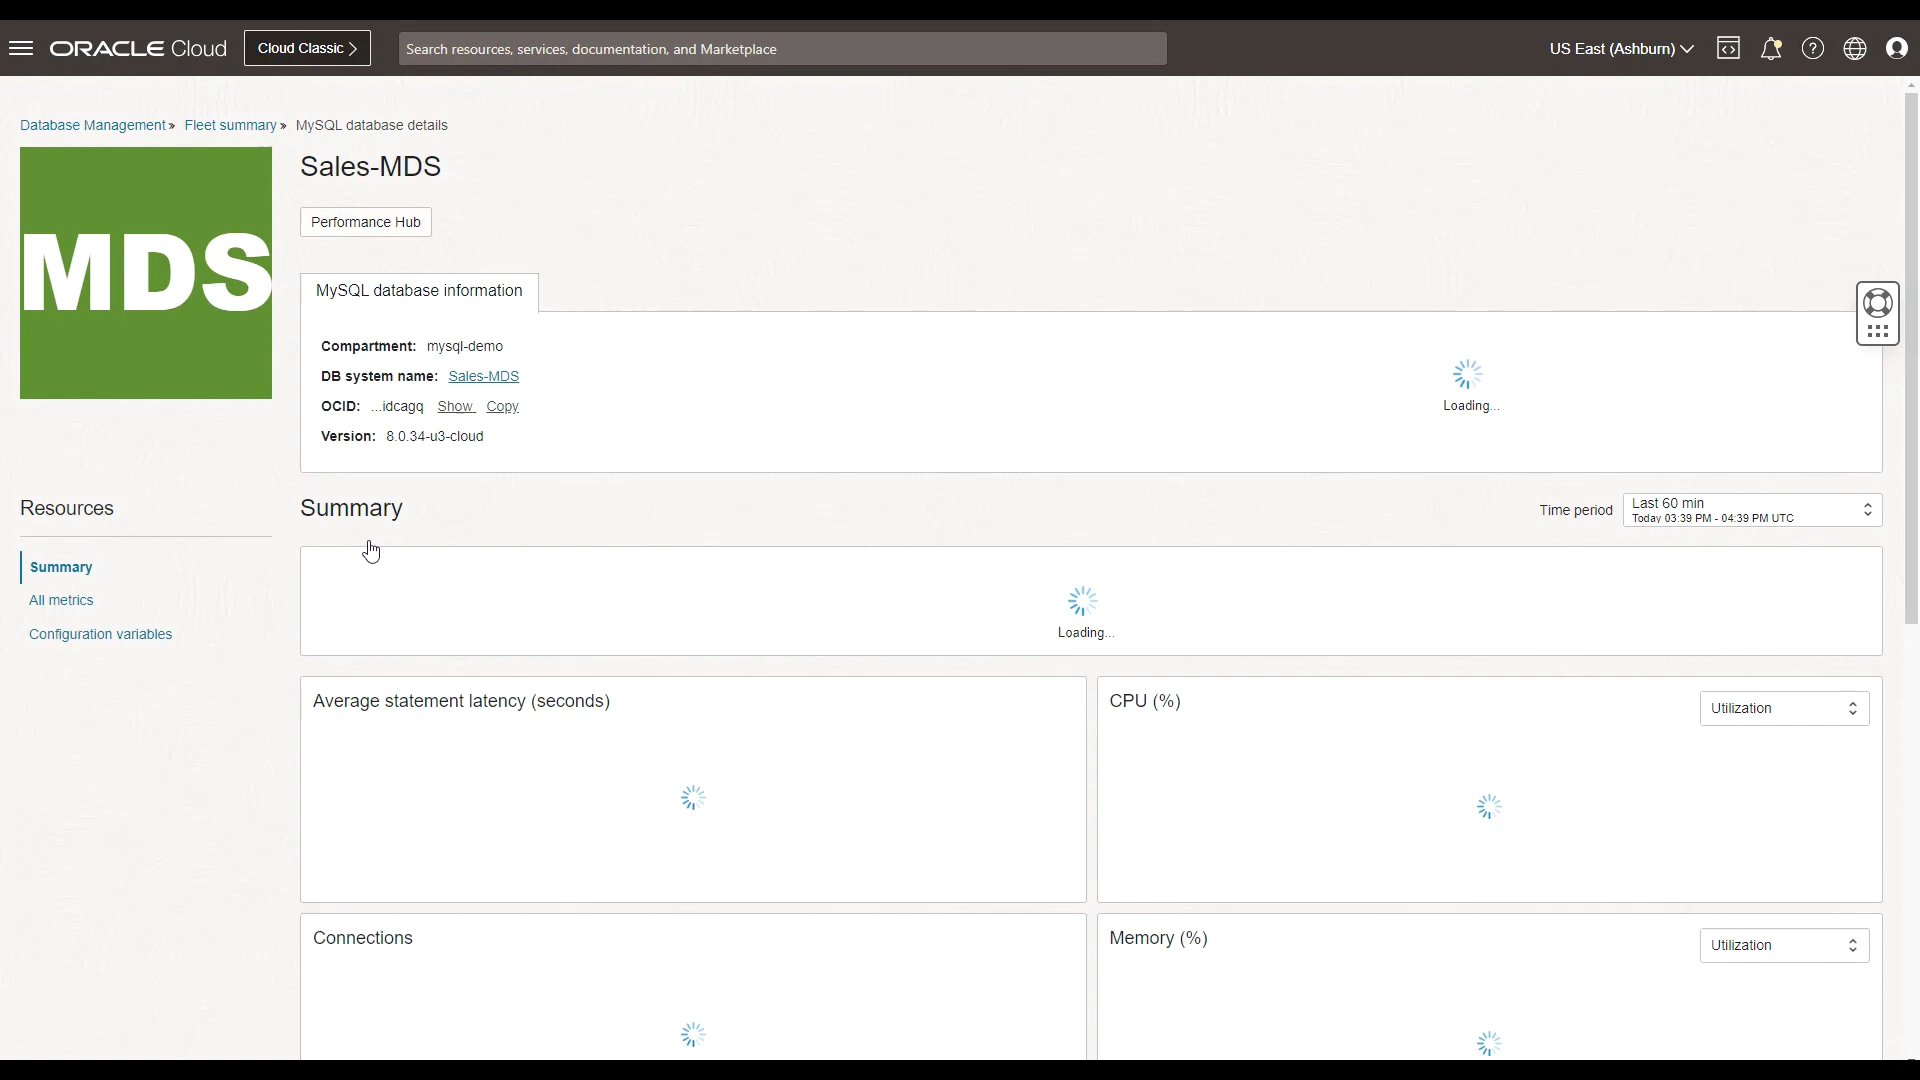 ORACLE Cloud
Cloud Classic
Search resources, services, documentation, and Marketplace
US East (Ashburn)
Database Management » Fleet summary » MySQL database details
MDS
Sales-MDS
Performance Hub
MySQL database information
Compartment: mysql-demo
DB system name: Sales-MDS
OCID: ...idcagq Show Copy
Version: 8.0.34-u3-cloud
Loading...
Resources
Summary
All metrics
Configuration variables
Summary
Time period
Last 60 min
Today 03:39 PM - 04:39 PM UTC
Loading...
Average statement latency (seconds)
CPU (%)
Utilization
Connections
Memory (%)
Utilization